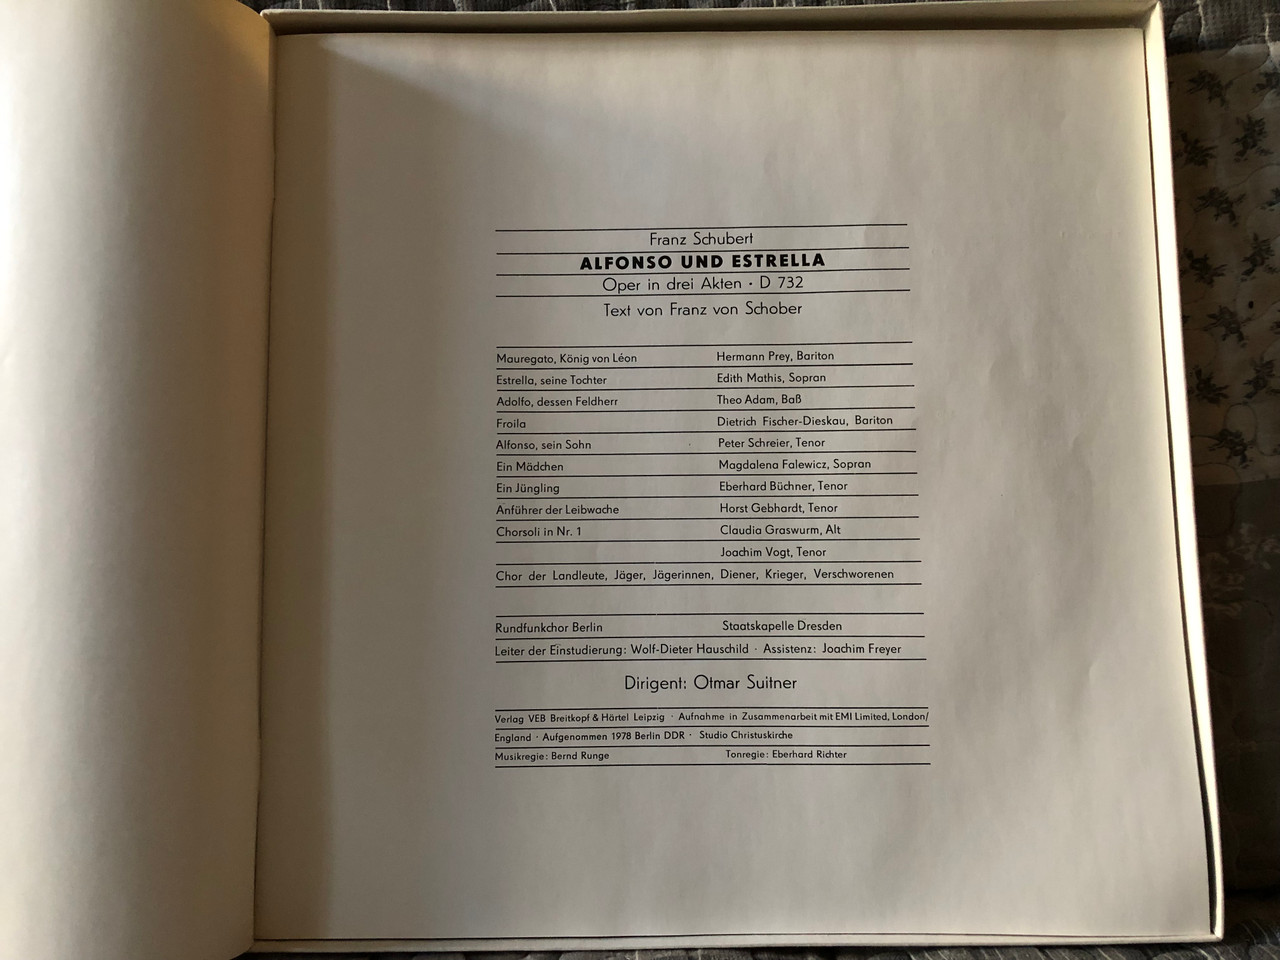 Franz Schubert
ALFONSO UND ESTRELLA
Oper in drei Akten · D 732
Text von Franz von Schober
Mauregato, König von Léon Hermann Prey, Bariton
Estrella, seine Tochter Edith Mathis, Sopran
Adolfo, dessen Feldherr Theo Adam, Baß
Froila Dietrich Fischer-Dieskau, Bariton
Alfonso, sein Sohn Peter Schreier, Tenor
Ein Mädchen Magdalena Falewicz, Sopran
Ein Jüngling Eberhard Büchner, Tenor
Anführer der Leibwache Horst Gebhardt, Tenor
Chorsoli in Nr. 1 Claudia Graswurm, Alt
Joachim Vogt, Tenor
Chor der Landleute, Jäger, Jägerinnen, Diener, Krieger, Verschworenen
Rundfunkchor Berlin Staatskapelle Dresden
Leiter der Einstudierung: Wolf-Dieter Hauschild · Assistenz: Joachim Freyer
Dirigent: Otmar Suitner
Verlag VEB Breitkopf & Härtel Leipzig · Aufnahme in Zusammenarbeit mit EMI Limited, London/
England · Aufgenommen 1978 Berlin DDR · Studio Christuskirche
Musikregie: Bernd Runge Tonregie: Eberhard Richter